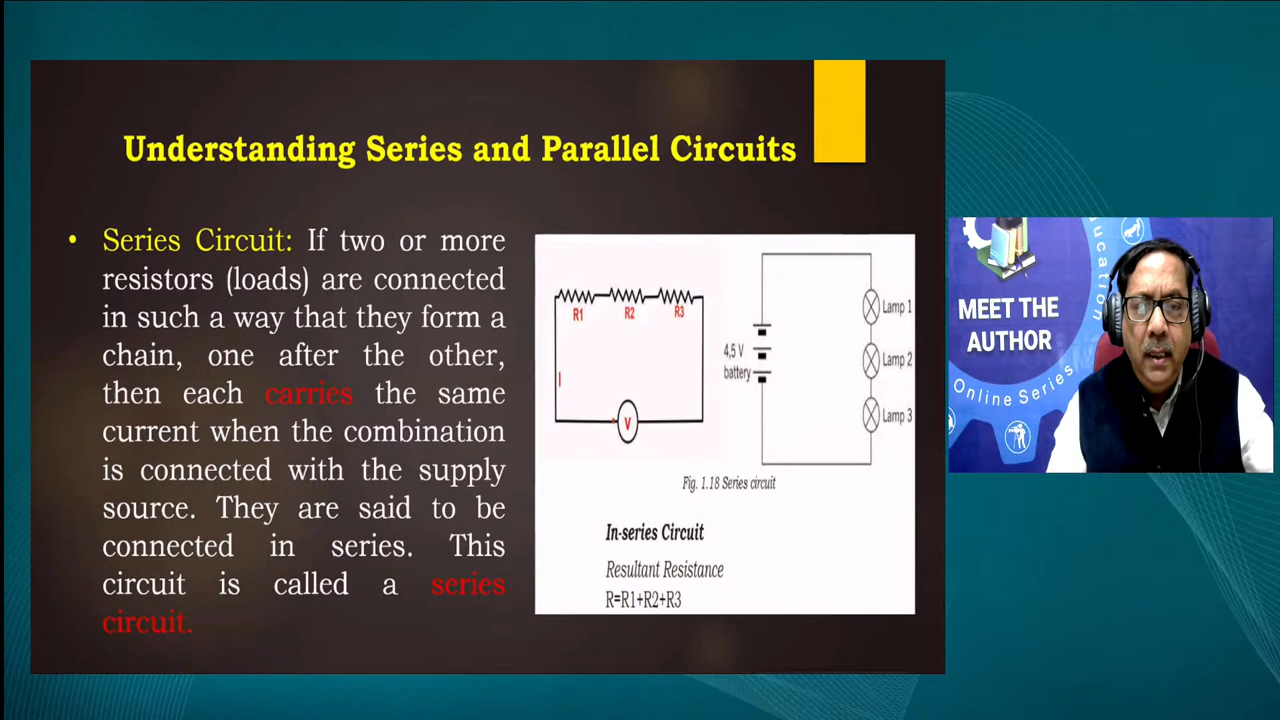 Understanding Series and Parallel Circuits
• Series Circuit: If two or more
resistors (loads) are connected
in such a way that they form a
chain, one after the other,
then each carries the same
current when the combination
is connected with the supply
source. They are said to be
connected in series. This
circuit is called a series
circuit.
R1 R2 R3
I
V
4,5 V
battery
Lamp 1
Lamp 2
Lamp 3
Fig. 1.18 Series circuit
In-series Circuit
Resultant Resistance
R=R1+R2+R3
MEET THE
AUTHOR
Online Series